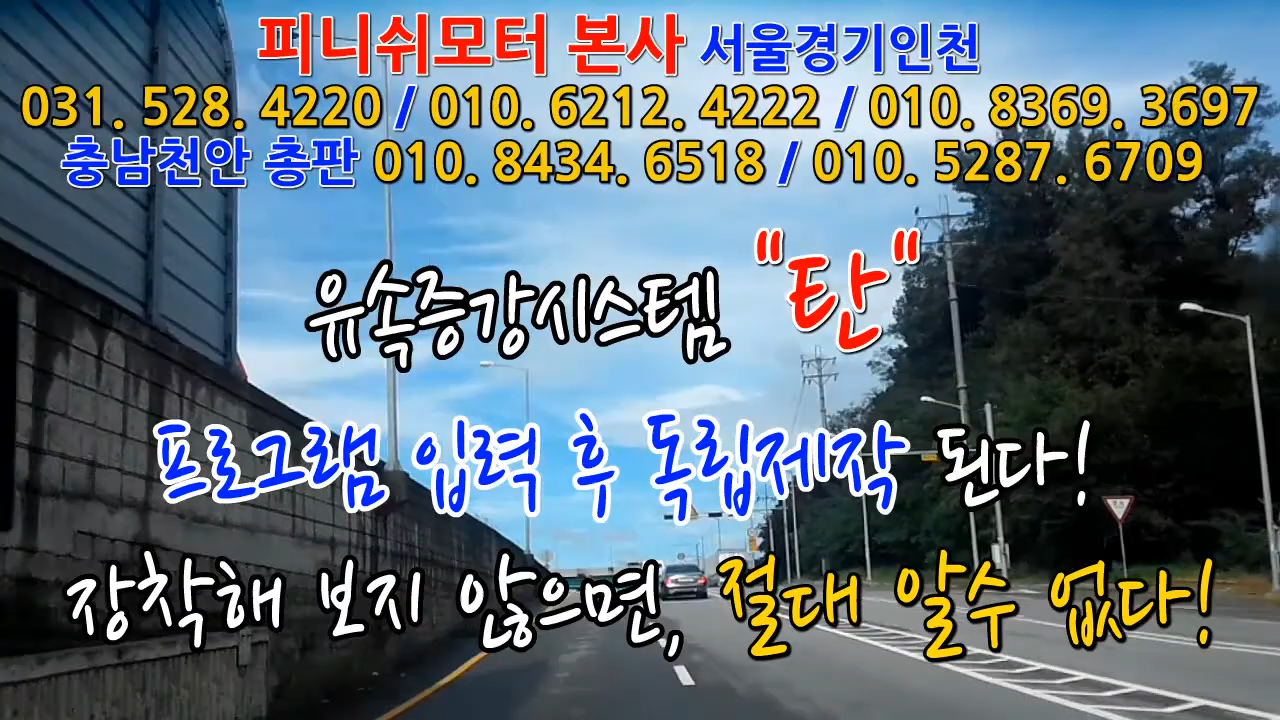 피니쉬모터 본사 서울경기인천
031. 528. 4220 / 010. 6212. 4222 / 010. 8369. 3697
충남천안 총판 010. 8434. 6518 / 010. 5287. 6709
유속증강시스템 "탄"
프로그램 입력 후 독립제작 된다!
장착해 보지 않으면, 절대 알수 없다!